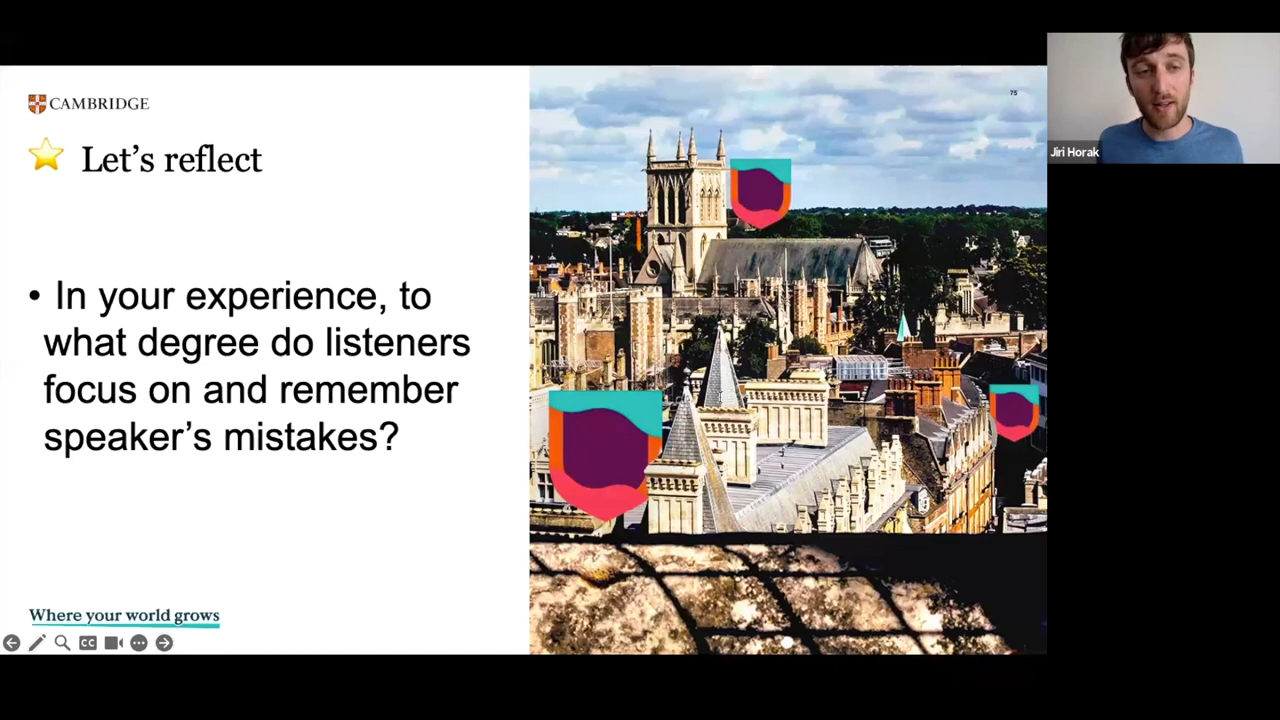 CAMBRIDGE
Let's reflect
• In your experience, to
what degree do listeners
focus on and remember
speaker's mistakes?
Where your world grows
CC
75
Jiri Horak